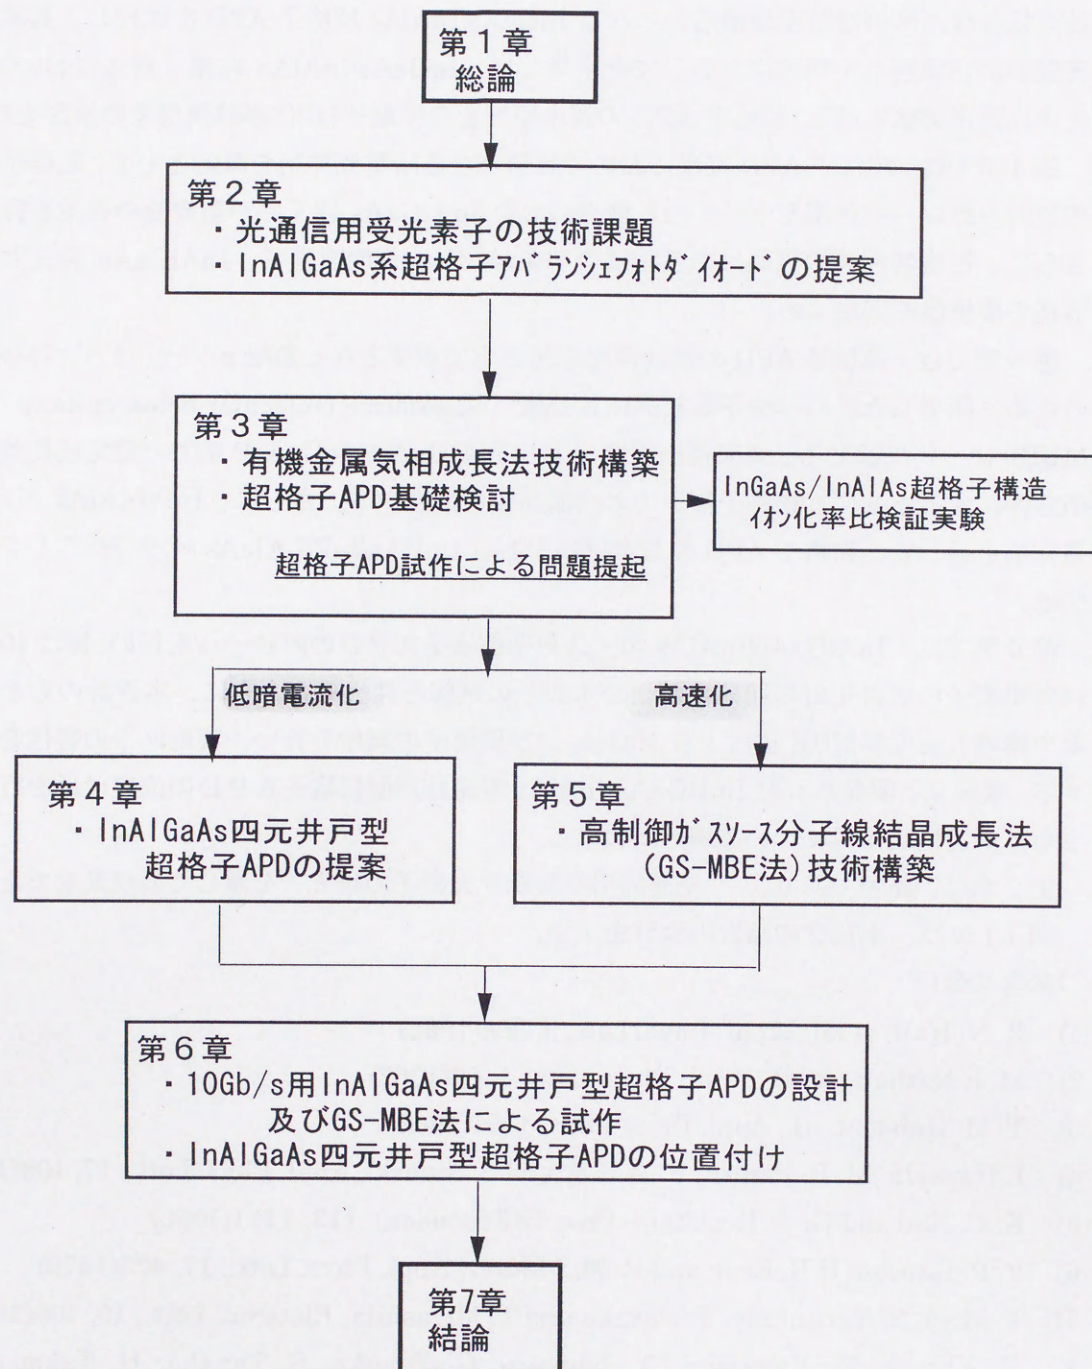 第1章
総論
第2章
・光通信用受光素子の技術課題
・InAlGaAs系超格子ｱﾊﾞﾗﾝｼｪﾌｫﾄﾀﾞｲｵｰﾄﾞの提案
第3章
・有機金属気相成長法技術構築
・超格子APD基礎検討
超格子APD試作による問題提起
InGaAs/InAlAs超格子構造
ｲｵﾝ化率比検証実験
低暗電流化
高速化
第4章
・InAlGaAs四元井戸型
超格子APDの提案
第5章
・高制御ｶﾞｽｿｰｽ分子線結晶成長法
(GS-MBE法)技術構築
第6章
・10Gb/s用InAlGaAs四元井戸型超格子APDの設計
及びGS-MBE法による試作
・InAlGaAs四元井戸型超格子APDの位置付け
第7章
結論